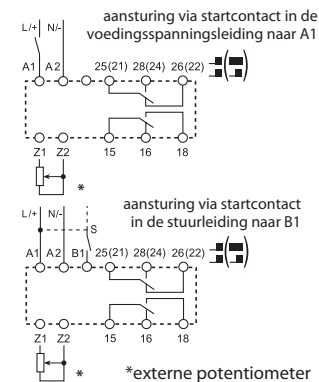 aansturing via startcontact in de
voedingsspanningsleiding naar A1
L/+ N/-
A1 A2 25(21) 28(24) 26(22)
Z1 Z2 15 16 18
*
aansturing via startcontact
in de stuurleiding naar B1
L/+ N/-
S
A1 A2 B1 25(21) 28(24) 26(22)
Z1 Z2 15 16 18
* *externe potentiometer